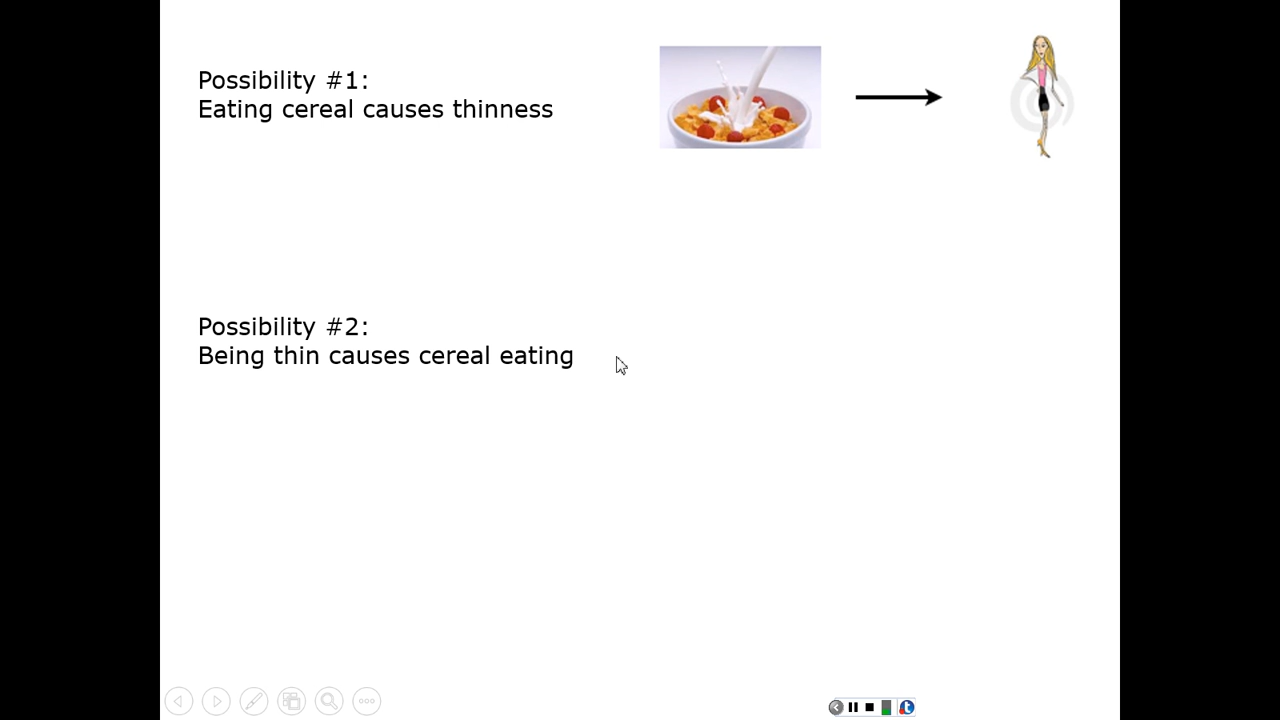 Possibility #1:
Eating cereal causes thinness
Possibility #2:
Being thin causes cereal eating